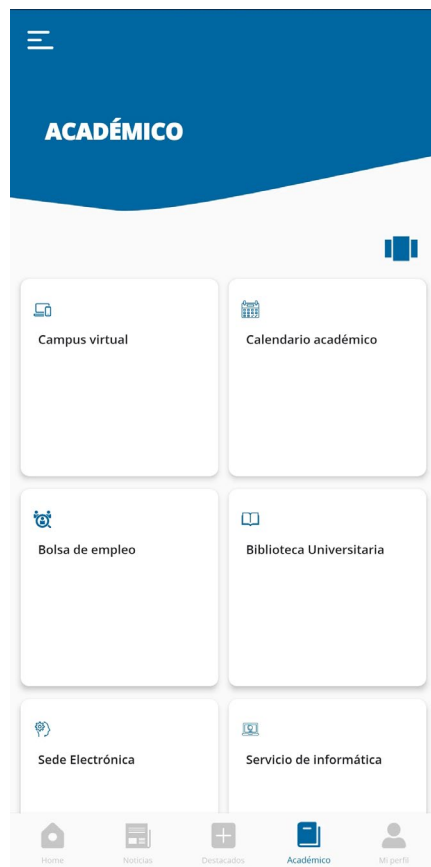 ACADÉMICO
Campus virtual
Calendario académico
Bolsa de empleo
Biblioteca Universitaria
Sede Electrónica
Servicio de informática
Home
Noticias
Destacados
Académico
Mi perfil